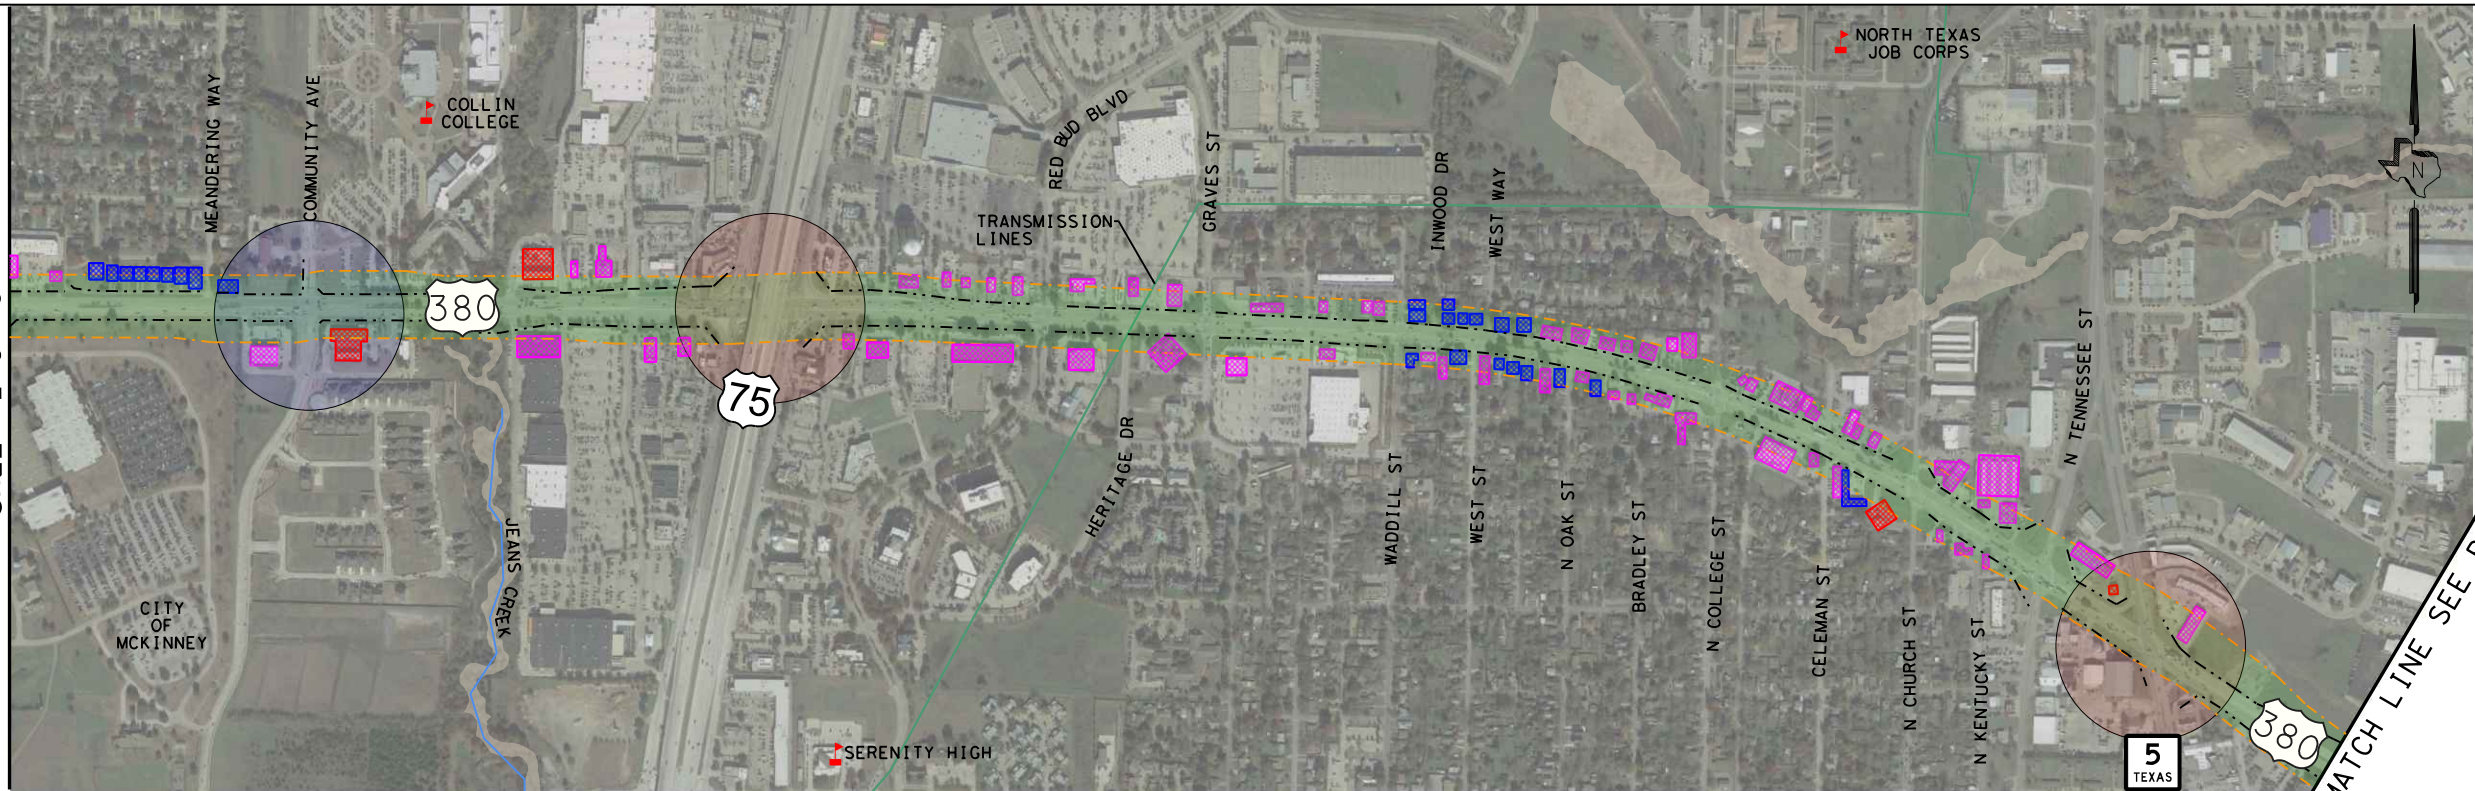 NORTH TEXAS
JOB CORPS
COLLIN
COLLEGE
MEANDERING WAY
COMMUNITY AVE
RED BUD BLVD
GRAVES ST
INWOOD DR
WEST WAY
TRANSMISSION
LINES
N
380
75
N TENNESSEE ST
HERITAGE DR
WADDILL ST
WEST ST
N OAK ST
BRADLEY ST
N COLLEGE ST
CELEMAN ST
N CHURCH ST
N KENTUCKY ST
JEANS CREEK
CITY
OF
MCKINNEY
SERENITY HIGH
5
TEXAS
380
MATCH LINE SEE